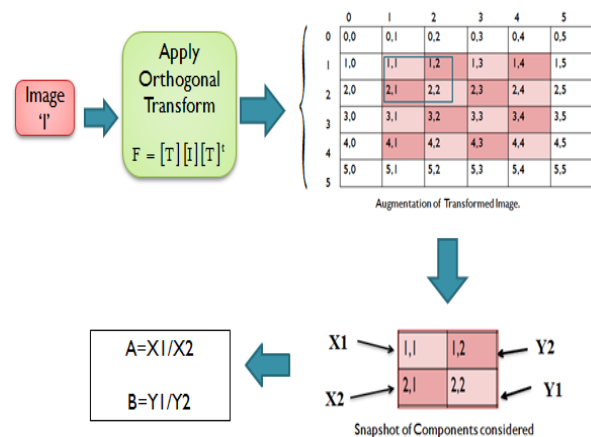 Image
'I'
Apply
Orthogonal
Transform
F = [T] [I] [T]ᵗ
0 1 2 3 4 5
0 0,0 0,1 0,2 0,3 0,4 0,5
1 1,0 1,1 1,2 1,3 1,4 1,5
2 2,0 2,1 2,2 2,3 2,4 2,5
3 3,0 3,1 3,2 3,3 3,4 3,5
4 4,0 4,1 4,2 4,3 4,4 4,5
5 5,0 5,1 5,2 5,3 5,4 5,5
Augmentation of Transformed Image.
X1 1,1 1,2 Y2
X2 2,1 2,2 Y1
Snapshot of Components considered
A=X1/X2
B=Y1/Y2